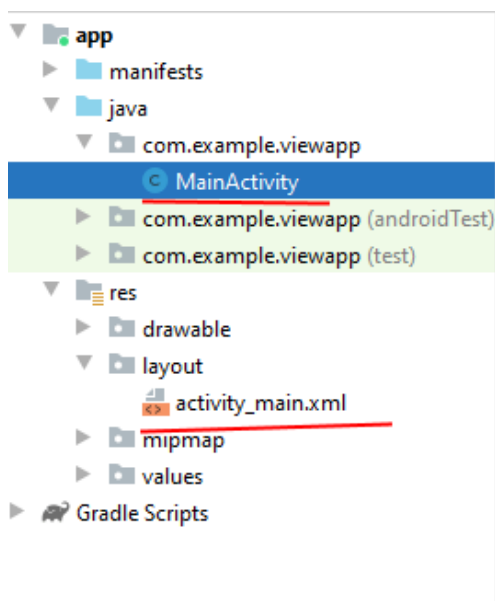 app
manifests
java
com.example.viewapp
C MainActivity
com.example.viewapp (androidTest)
com.example.viewapp (test)
res
drawable
layout
activity_main.xml
mipmap
values
Gradle Scripts